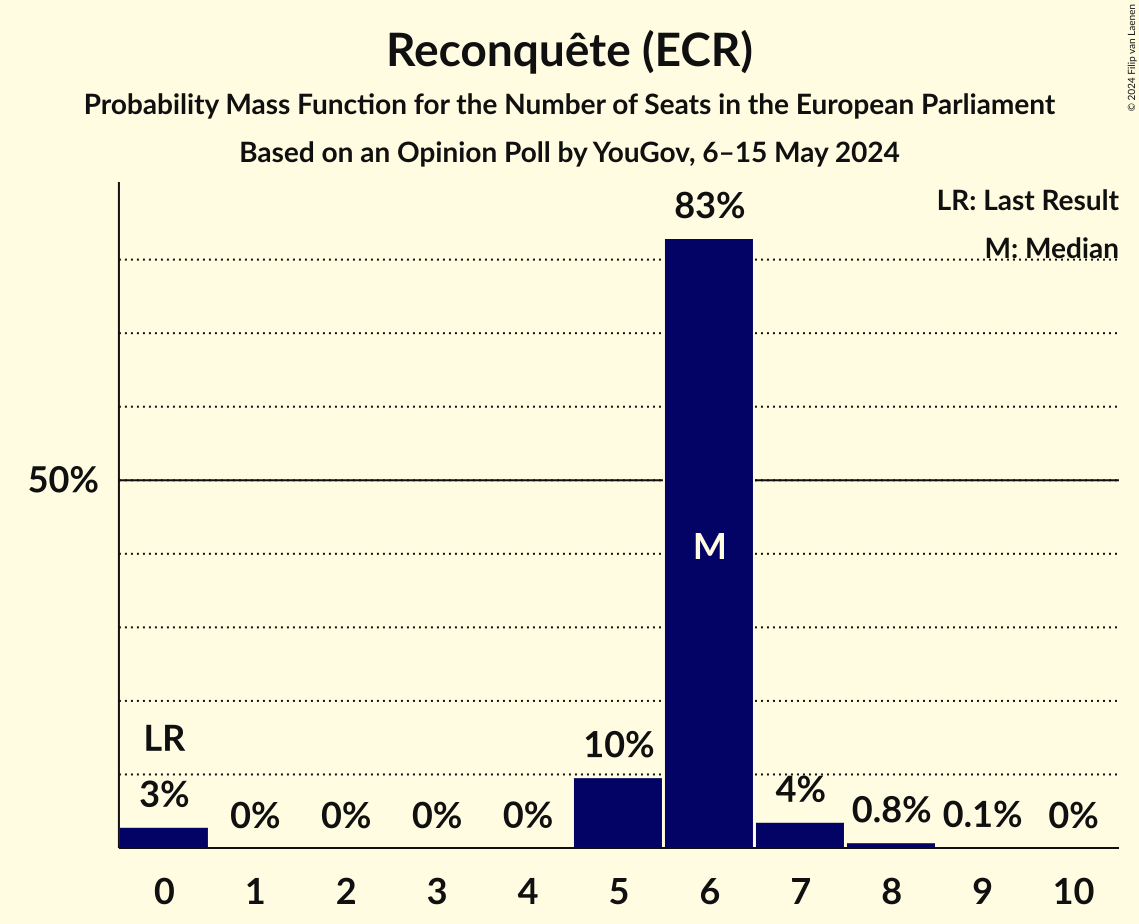 Reconquête (ECR)
Probability Mass Function for the Number of Seats in the European Parliament
Based on an Opinion Poll by YouGov, 6–15 May 2024
© 2024 Filip van Laenen
LR: Last Result
M: Median
83%
50%
M
LR
3%
0%
0%
0%
0%
10%
4%
0.8%
0.1%
0%
0 1 2 3 4 5 6 7 8 9 10